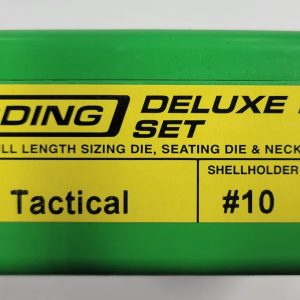 DING DELUXE
SET
LL LENGTH SIZING DIE, SEATING DIE & NECK
SHELLHOLDER
Tactical #10